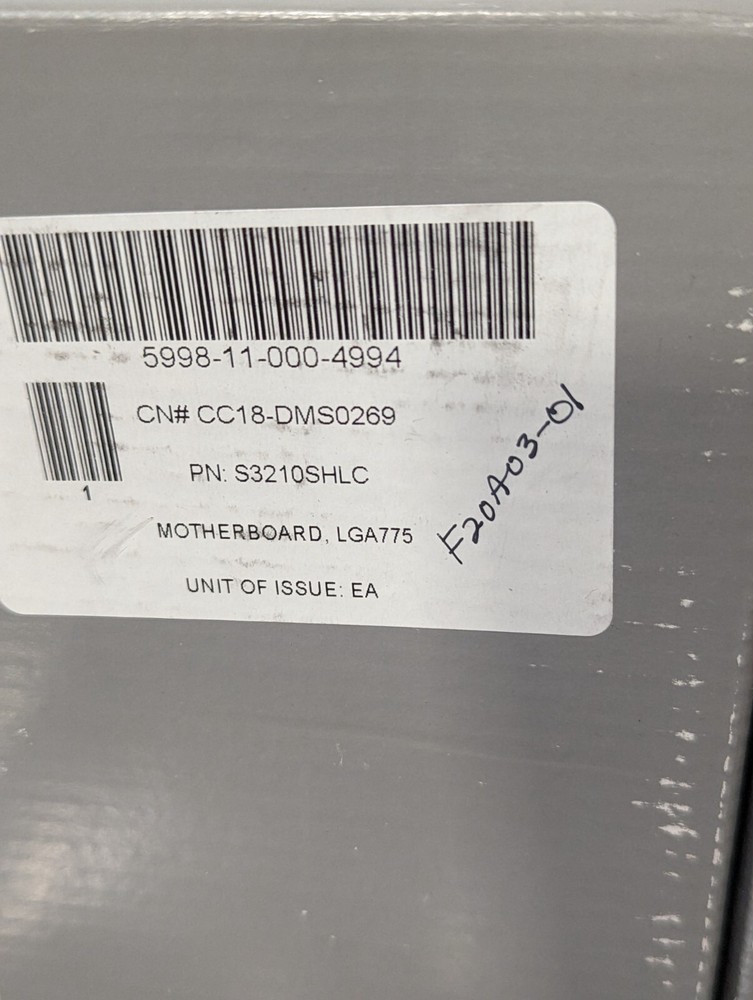 5998-11-000-4994
CN# CC18-DMS0269
PN: S3210SHLC
1
MOTHERBOARD, LGA775
UNIT OF ISSUE: EA
F20A03-01